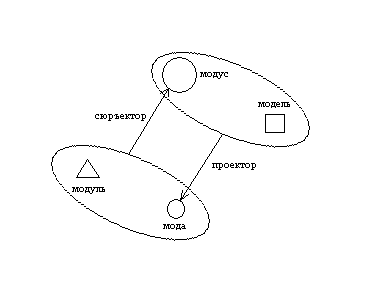 модус
модель
сюръектор
проектор
модуль
мода